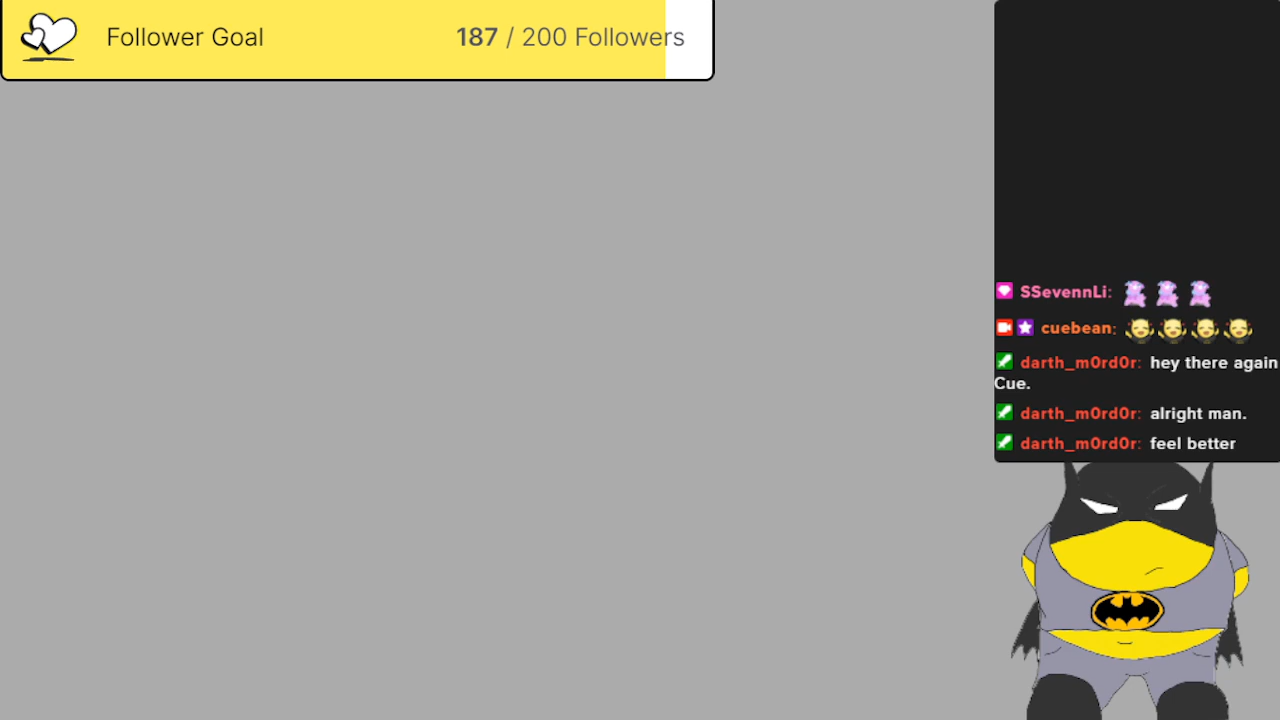 Follower Goal
187 / 200 Followers
SSevennLi:
cuebean:
darth_m0rd0r: hey there again
Cue.
darth_m0rd0r: alright man.
darth_m0rd0r: feel better